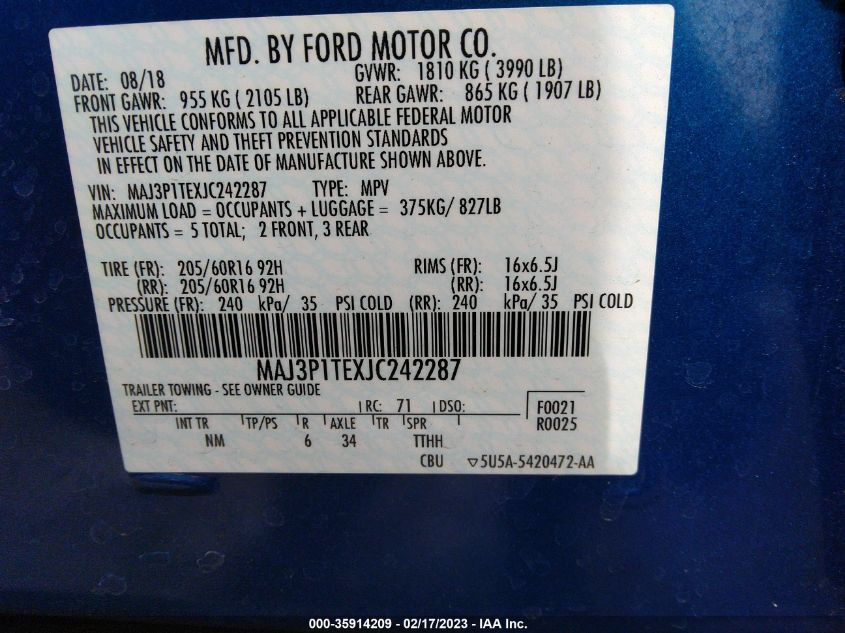 MFD. BY FORD MOTOR CO.
DATE: 08/18 GVWR: 1810 KG ( 3990 LB)
FRONT GAWR: 955 KG ( 2105 LB) REAR GAWR: 865 KG ( 1907 LB)
THIS VEHICLE CONFORMS TO ALL APPLICABLE FEDERAL MOTOR
VEHICLE SAFETY AND THEFT PREVENTION STANDARDS
IN EFFECT ON THE DATE OF MANUFACTURE SHOWN ABOVE.
VIN: MAJ3P1TEXJC242287 TYPE: MPV
MAXIMUM LOAD = OCCUPANTS + LUGGAGE = 375KG/ 827LB
OCCUPANTS = 5 TOTAL; 2 FRONT, 3 REAR
TIRE (FR): 205/60R16 92H RIMS (FR): 16x6.5J
(RR): 205/60R16 92H (RR): 16x6.5J
PRESSURE (FR): 240 kPa/ 35 PSI COLD (RR): 240 kPa/ 35 PSI COLD
MAJ3P1TEXJC242287
TRAILER TOWING - SEE OWNER GUIDE
EXT PNT: RC: 71 DSO: F0021
INT TR TP/PS R AXLE TR SPR R0025
NM 6 34 TTHH
CBU ▽5U5A-5420472-AA
000-35914209 - 02/17/2023 - IAA Inc.